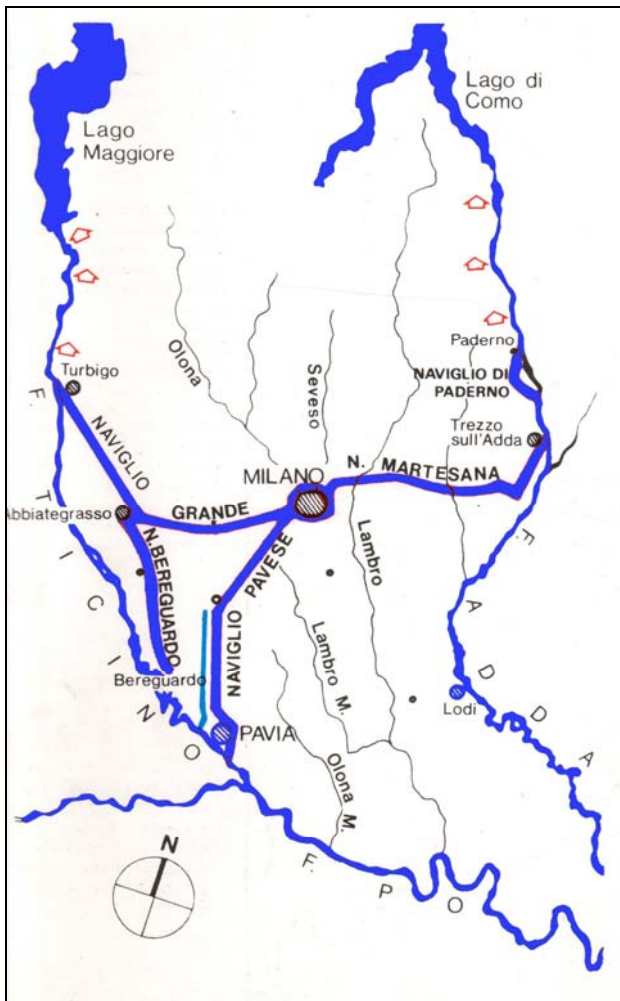 Lago
Maggiore
Lago di
Como
Turbigo
Olona
Seveso
Paderno
NAVIGLIO DI
PADERNO
Trezzo
sull'Adda
NAVIGLIO
GRANDE
MILANO
N. MARTESANA
Abbiategrasso
N. BEREGUARDO
NAVIGLIO
PAVESE
Lambro
Lambro M.
Bereguardo
PAVIA
Lodi
Olona M.
F. TICINO
F. ADDA
F. PO
N